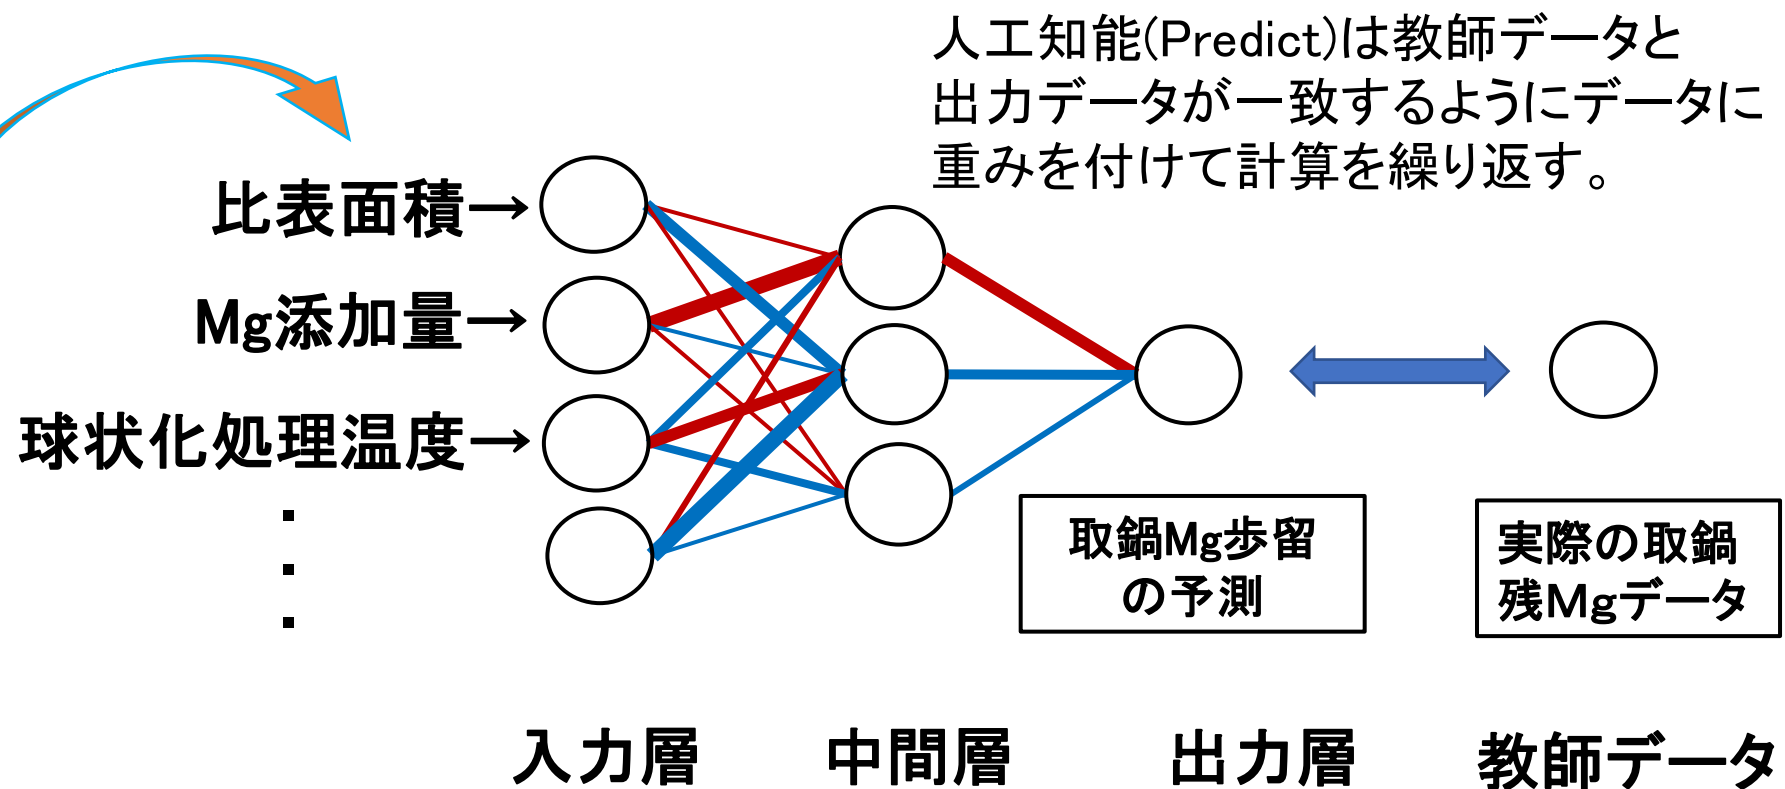 人工知能(Predict)は教師データと
出力データが一致するようにデータに
重みを付けて計算を繰り返す。
比表面積→
Mg添加量→
球状化処理温度→
・
・
・
取鍋Mg歩留
の予測
実際の取鍋
残Mgデータ
入力層
中間層
出力層
教師データ